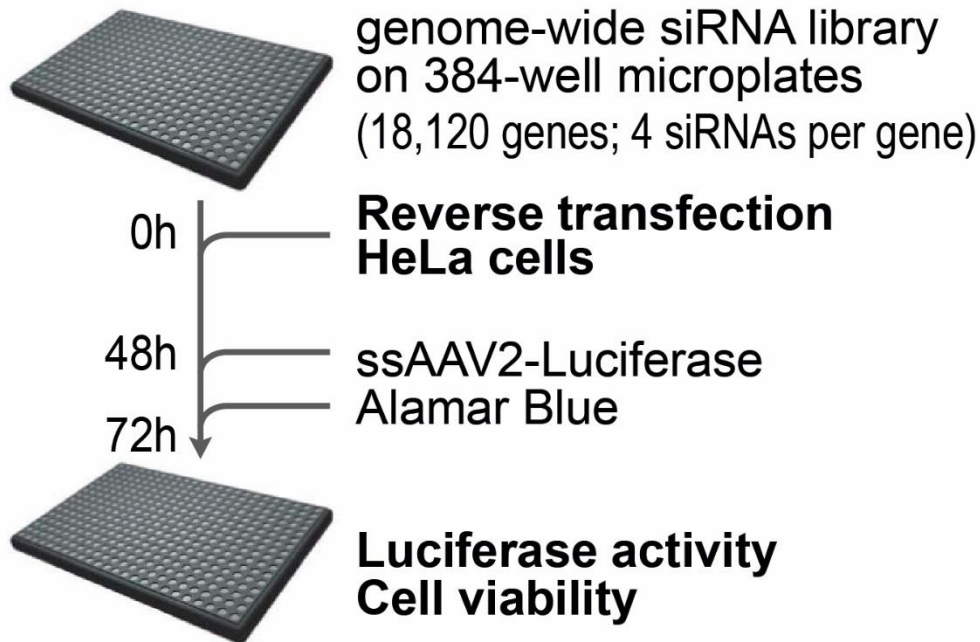 genome-wide siRNA library
on 384-well microplates
(18,120 genes; 4 siRNAs per gene)
0h
Reverse transfection
HeLa cells
48h
ssAAV2-Luciferase
Alamar Blue
72h
Luciferase activity
Cell viability